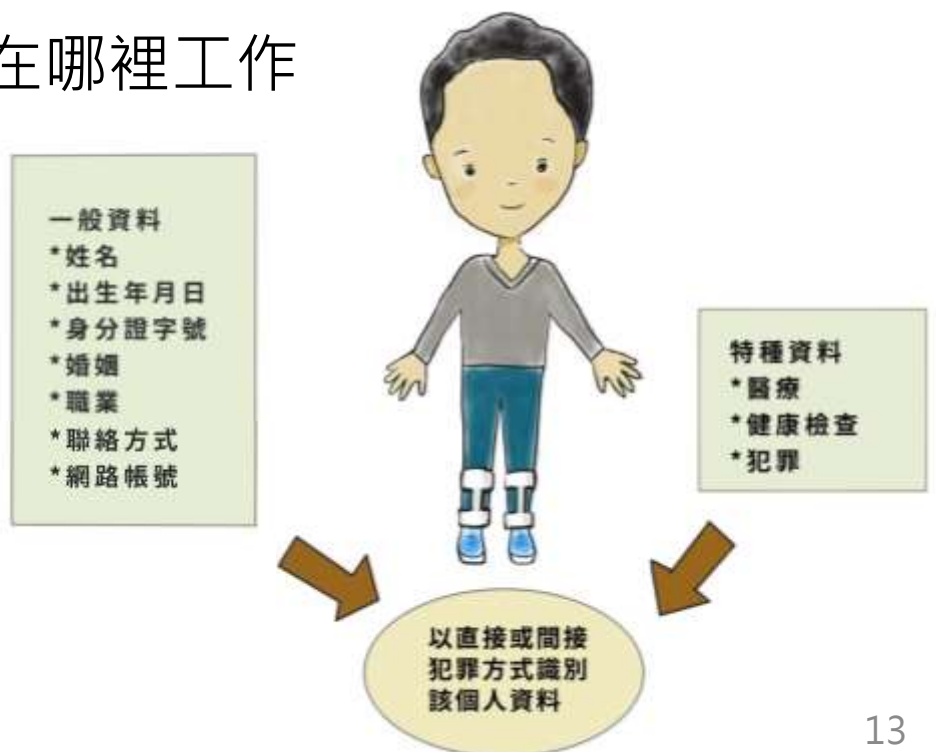 在哪裡工作
一般資料
*姓名
*出生年月日
*身分證字號
*婚姻
*職業
*聯絡方式
*網路帳號
特種資料
*醫療
*健康檢查
*犯罪
以直接或間接
犯罪方式識別
該個人資料
13